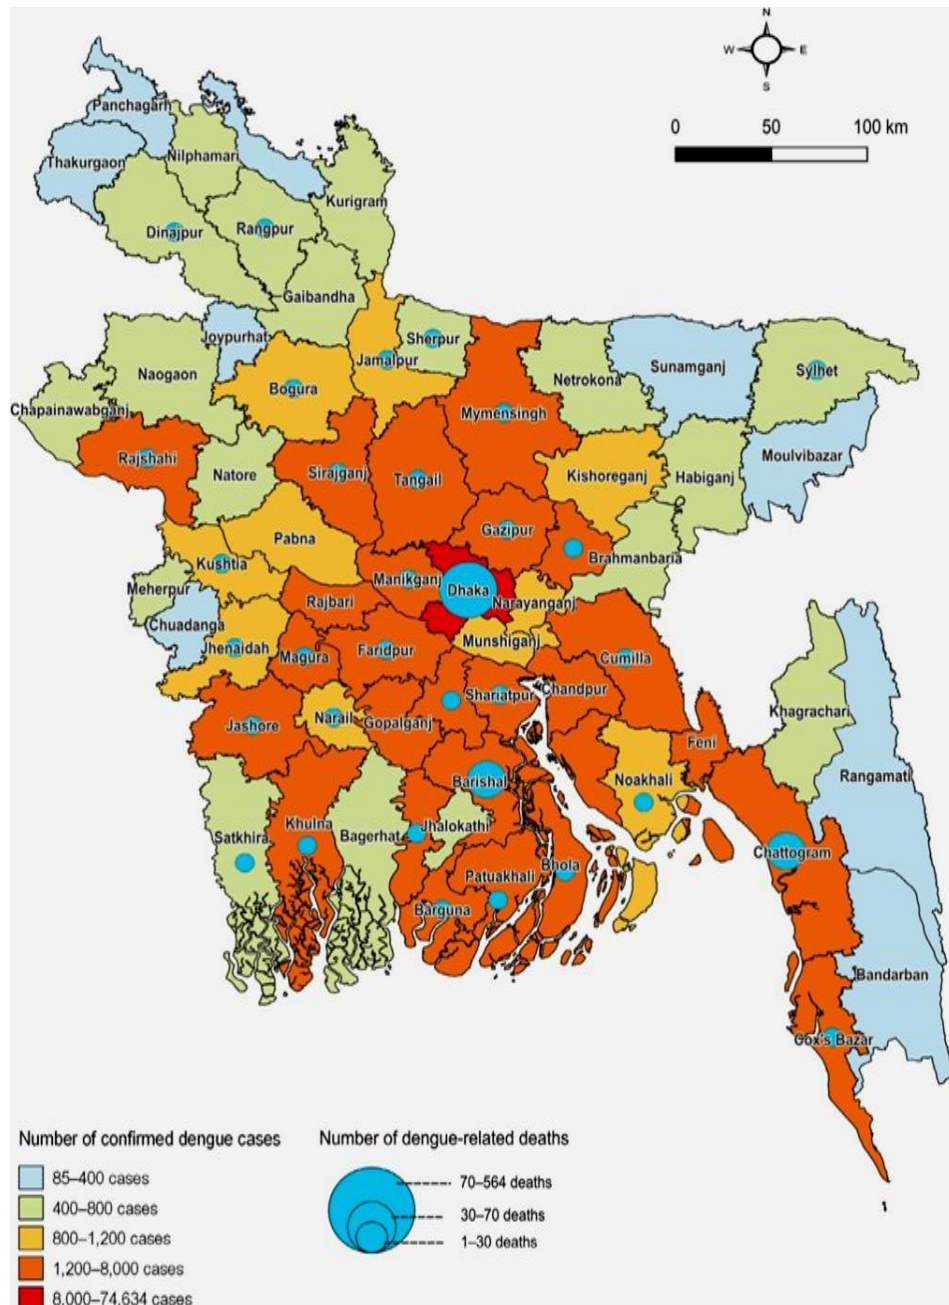 N
W E
S
0 50 100 km
Panchagarh
Thakurgaon
Nilphamari
Kurigram
Dinajpur
Rangpur
Gaibandha
Joypurhat
Jamalpur
Sherpur
Naogaon
Bogura
Netrokona
Sunamganj
Sylhet
Chapainawabganj
Mymensingh
Rajshahi
Natore
Sirajganj
Tangail
Kishoreganj
Habiganj
Moulvibazar
Pabna
Gazipur
Kushtia
Brahmanbaria
Meherpur
Manikganj
Dhaka
Rajbari
Narayanganj
Chuadanga
Jhenaidah
Magura
Faridpur
Munshiganj
Cumilla
Shariatpur
Chandpur
Jashore
Narail
Gopalganj
Khagrachari
Feni
Barishal
Noakhali
Rangamati
Satkhira
Khulna
Bagerhat
Jhalokathi
Chattogram
Patuakhali
Bhola
Barguna
Bandarban
Cox's Bazar
Number of confirmed dengue cases
85–400 cases
400–800 cases
800–1,200 cases
1,200–8,000 cases
8,000–74,634 cases
Number of dengue-related deaths
70–564 deaths
30–70 deaths
1–30 deaths